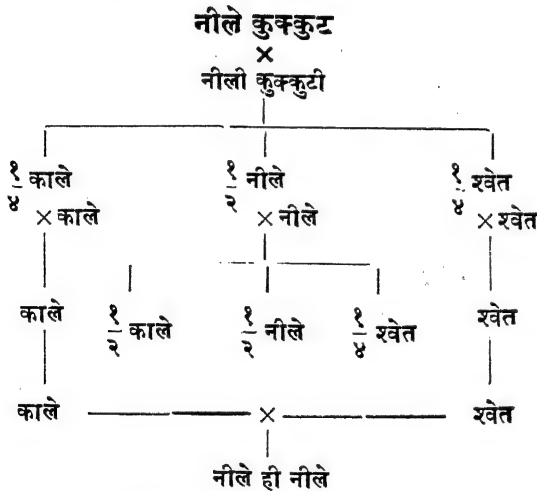 नीले कुक्कुट
×
नीली कुक्कुटी
१/४ काले १/२ नीले १/४ श्वेत
× काले × नीले × श्वेत
काले १/२ काले १/२ नीले १/४ श्वेत श्वेत
काले × श्वेत
नीले ही नीले